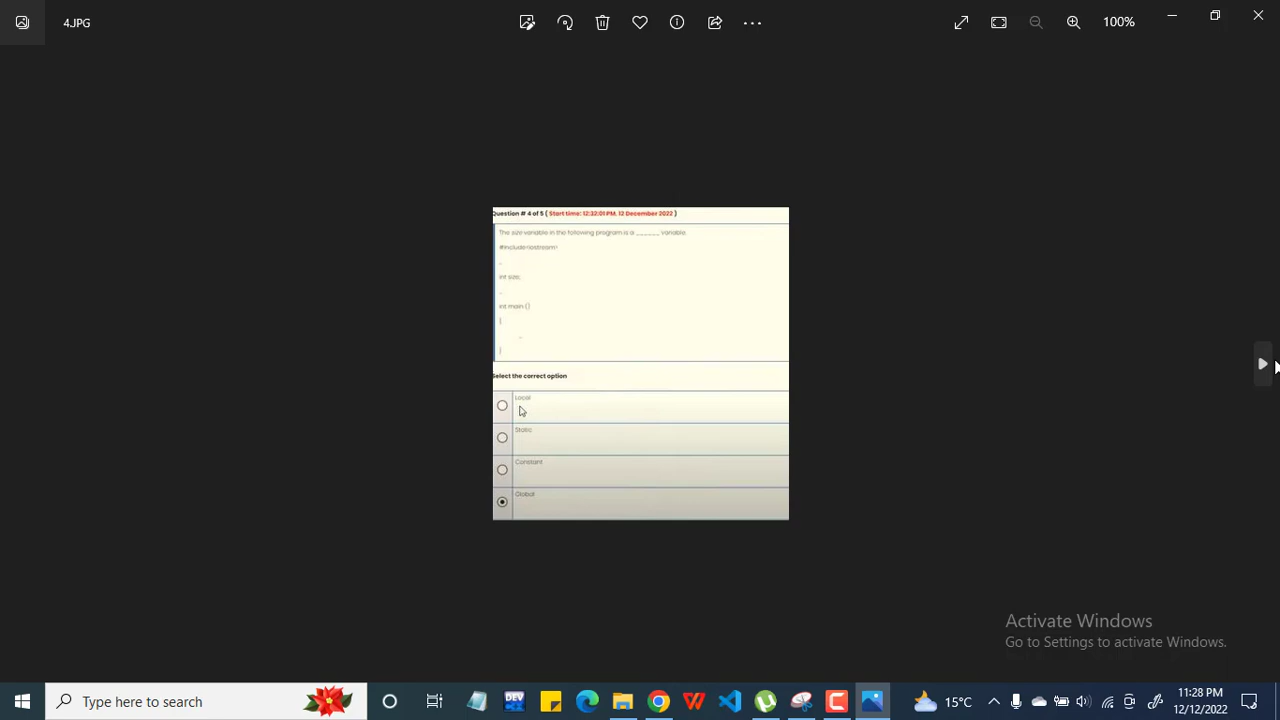 4.JPG
100%
Question # 4 of 5 ( Start time: 12:32:01 PM, 12 December 2022 )
The size variable in the following program is a ______ variable.
#include<iostream>
..
int size;
..
int main ()
}
..
}
Select the correct option
Local
Static
Constant
Global
Activate Windows
Go to Settings to activate Windows.
Type here to search
DEV
15°C
11:28 PM
12/12/2022